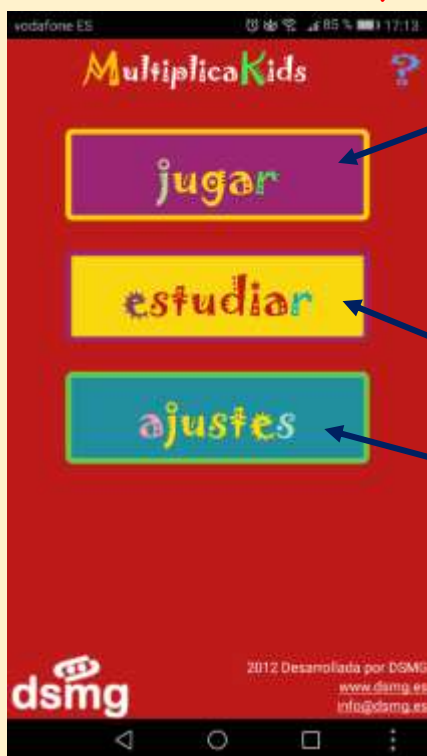 vodafone ES 85 % 17:13
MultiplicaKids ?
jugar
estudiar
ajustes
dsmg
2012 Desarrollada por DSMG
www.dsmg.es
info@dsmg.es